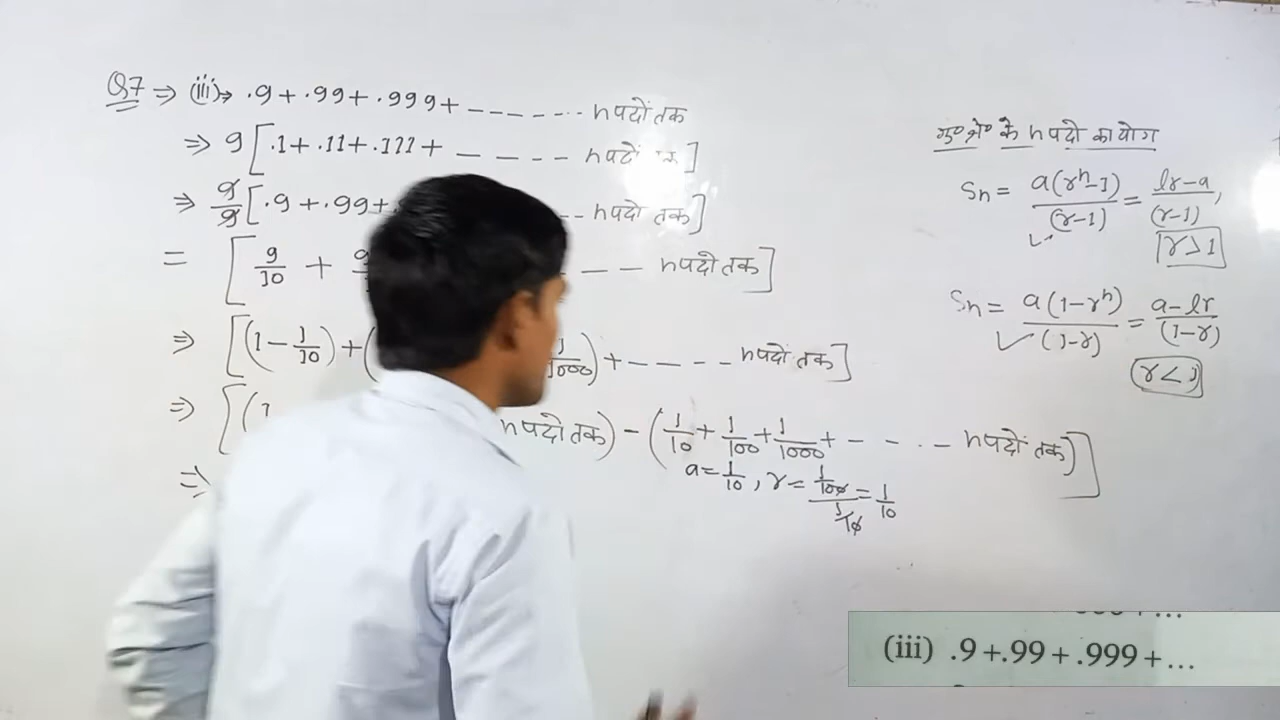 Q7 ⇒ (iii)→ .9 + .99 + .999 + ------- n पदों तक
⇒ 9 [ .1 + .11 + .111 + ---- n पदों ]
⇒ 9/9 [ .9 + .99 + -- n पदों तक ]
= [ 9/10 + -- n पदों तक ]
⇒ [ (1 - 1/10) + ( 1/1000) + ---- n पदों तक ]
⇒ [ (1 n पदों तक) - (1/10 + 1/100 + 1/1000 + ---- n पदों तक) ]
a = 1/10, r = (1/100)/(1/10) = 1/10
⇒
गु० श्रे० के n पदों का योग
Sn = a(r^n-1)/(r-1) = lr-a/(r-1),
r>1
Sn = a(1-r^n)/(1-r) = a-lr/(1-r)
(r<1)
(iii) .9+.99+.999+...